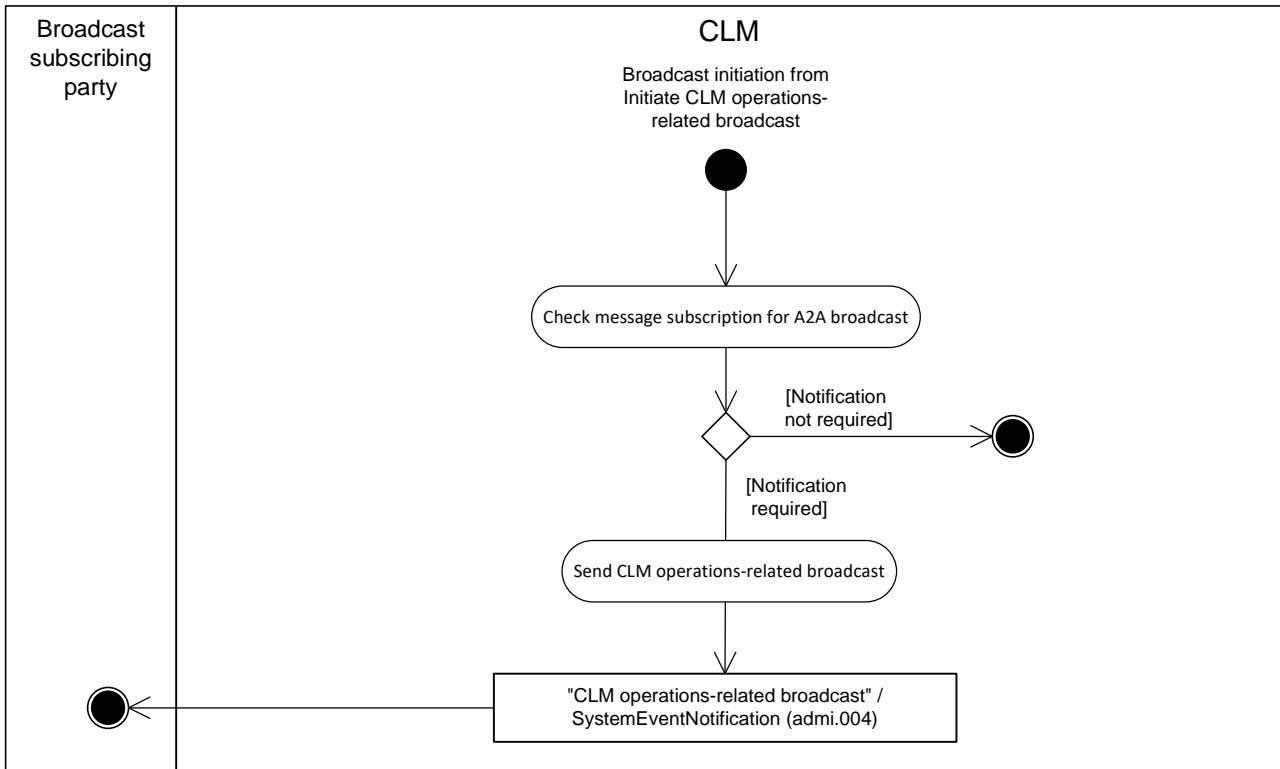 Broadcast
subscribing
party
CLM
Broadcast initiation from
Initiate CLM operations-
related broadcast
Check message subscription for A2A broadcast
[Notification
not required]
[Notification
required]
Send CLM operations-related broadcast
"CLM operations-related broadcast" /
SystemEventNotification (admi.004)